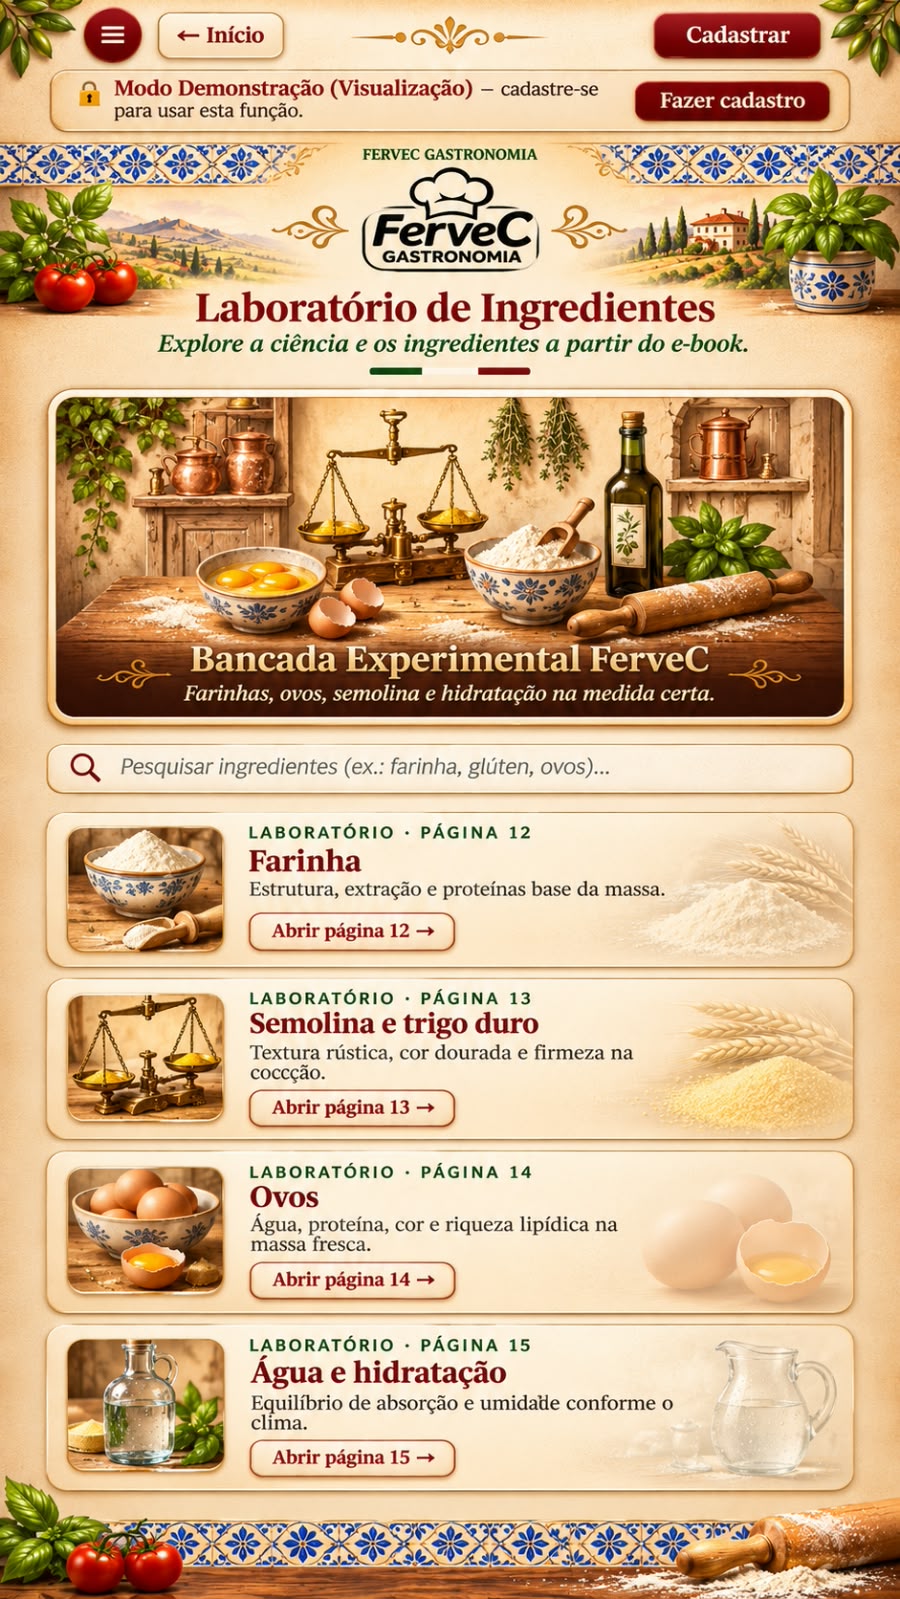 ← Início
Cadastrar
Modo Demonstração (Visualização) – cadastre-se
para usar esta função.
Fazer cadastro
FERVEC GASTRONOMIA
FerveC
GASTRONOMIA
Laboratório de Ingredientes
Explore a ciência e os ingredientes a partir do e-book.
Bancada Experimental FerveC
Farinhas, ovos, semolina e hidratação na medida certa.
Pesquisar ingredientes (ex.: farinha, glúten, ovos)...
LABORATÓRIO · PÁGINA 12
Farinha
Estrutura, extração e proteínas base da massa.
Abrir página 12 →
LABORATÓRIO · PÁGINA 13
Semolina e trigo duro
Textura rústica, cor dourada e firmeza na
coccção.
Abrir página 13 →
LABORATÓRIO · PÁGINA 14
Ovos
Água, proteína, cor e riqueza lipídica na
massa fresca.
Abrir página 14 →
LABORATÓRIO · PÁGINA 15
Água e hidratação
Equilíbrio de absorção e umidade conforme o
clima.
Abrir página 15 →